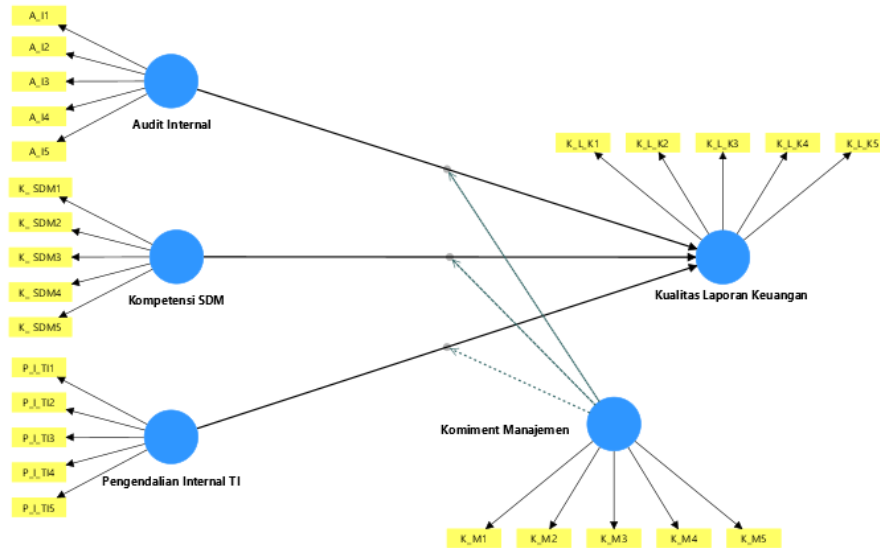 A_I1
A_I2
A_I3
A_I4
A_I5
Audit Internal
K_L_K1
K_L_K2
K_L_K3
K_L_K4
K_L_K5
K_ SDM1
K_ SDM2
K_ SDM3
K_ SDM4
K_ SDM5
Kompetensi SDM
Kualitas Laporan Keuangan
P_I_TI1
P_I_TI2
P_I_TI3
P_I_TI4
P_I_TI5
Pengendalian Internal TI
Komiment Manajemen
K_M1
K_M2
K_M3
K_M4
K_M5